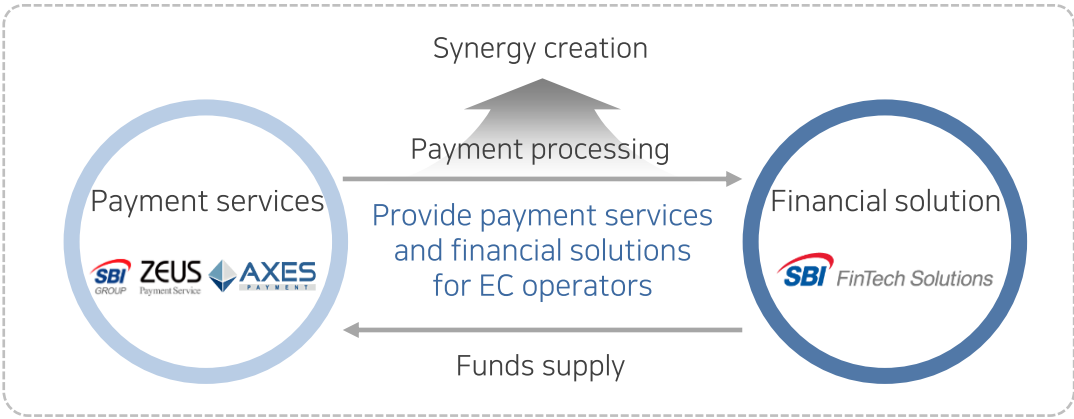 Synergy creation
Payment processing
Payment services
SBI
GROUP
ZEUS
Payment Service
AXES
PAYMENT
Provide payment services
and financial solutions
for EC operators
Financial solution
SBI FinTech Solutions
Funds supply